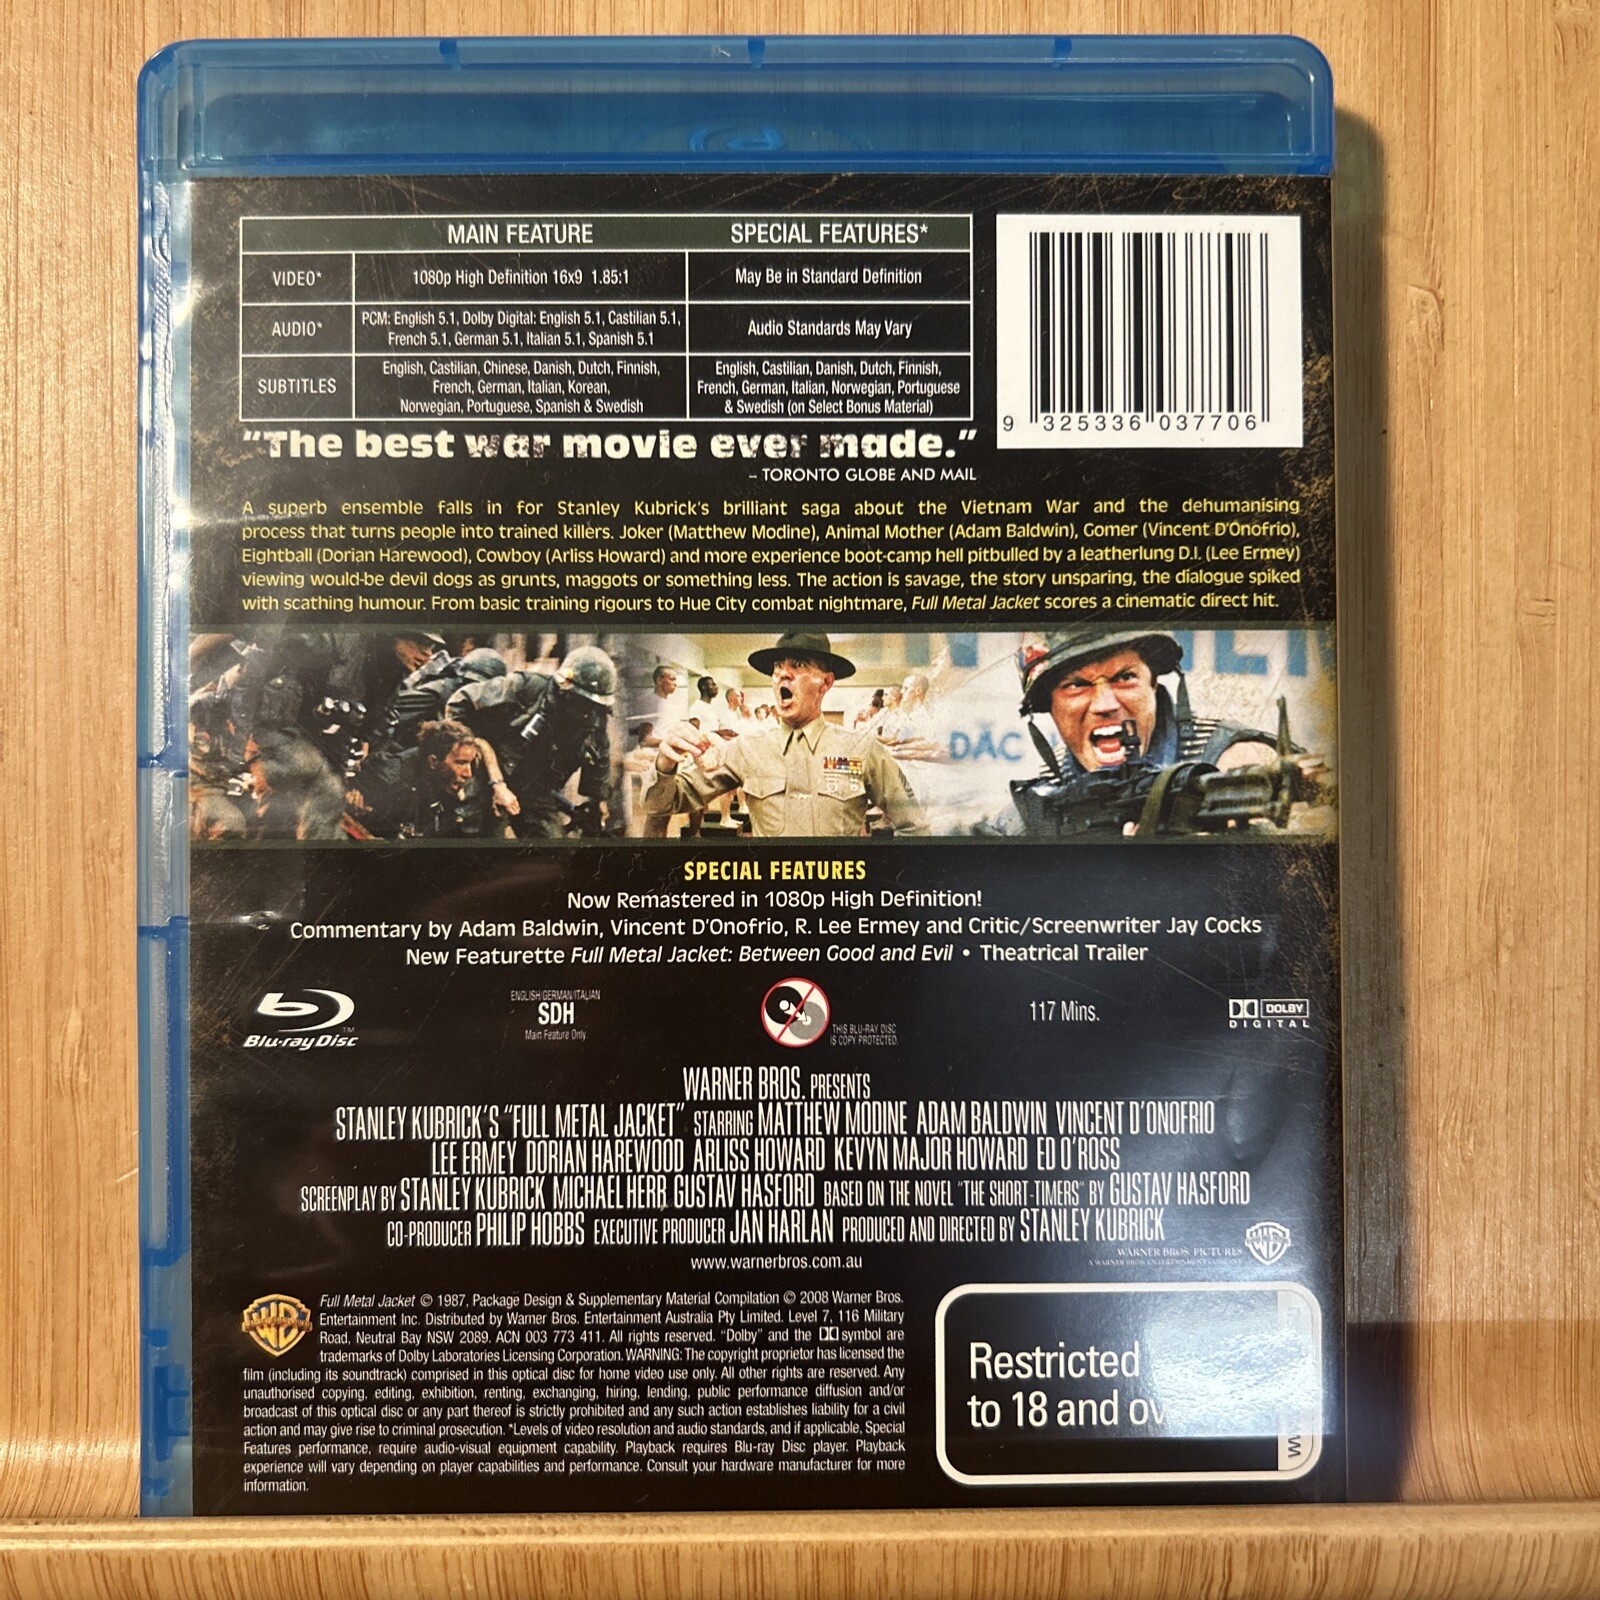 MAIN FEATURE SPECIAL FEATURES*
VIDEO* 1080p High Definition 16x9 1.85:1 May Be in Standard Definition
AUDIO* PCM: English 5.1, Dolby Digital: English 5.1, Castilian 5.1, French 5.1, German 5.1, Italian 5.1, Spanish 5.1 Audio Standards May Vary
SUBTITLES English, Castilian, Chinese, Danish, Dutch, Finnish, French, German, Italian, Korean, Norwegian, Portuguese, Spanish & Swedish English, Castilian, Danish, Dutch, Finnish, French, German, Italian, Norwegian, Portuguese & Swedish (on Select Bonus Material)
9 325336 037706
"The best war movie ever made."
– TORONTO GLOBE AND MAIL
A superb ensemble falls in for Stanley Kubrick's brilliant saga about the Vietnam War and the dehumanising
process that turns people into trained killers. Joker (Matthew Modine), Animal Mother (Adam Baldwin), Gomer (Vincent D'Onofrio),
Eightball (Dorian Harewood), Cowboy (Arliss Howard) and more experience boot-camp hell pitbulled by a leatherlung D.I. (Lee Ermey)
viewing would-be devil dogs as grunts, maggots or something less. The action is savage, the story unsparing, the dialogue spiked
with scathing humour. From basic training rigours to Hue City combat nightmare, Full Metal Jacket scores a cinematic direct hit.
DĂC
SPECIAL FEATURES
Now Remastered in 1080p High Definition!
Commentary by Adam Baldwin, Vincent D'Onofrio, R. Lee Ermey and Critic/Screenwriter Jay Cocks
New Featurette Full Metal Jacket: Between Good and Evil • Theatrical Trailer
Blu-ray Disc TM
ENGLISH/GERMAN/ITALIAN
SDH
Main Feature Only
THIS BLU-RAY DISC
IS COPY PROTECTED.
117 Mins.
DOLBY
DIGITAL
WARNER BROS. PRESENTS
STANLEY KUBRICK'S "FULL METAL JACKET" STARRING MATTHEW MODINE ADAM BALDWIN VINCENT D'ONOFRIO
LEE ERMEY DORIAN HAREWOOD ARLISS HOWARD KEVYN MAJOR HOWARD ED O'ROSS
SCREENPLAY BY STANLEY KUBRICK MICHAEL HERR GUSTAV HASFORD BASED ON THE NOVEL "THE SHORT-TIMERS" BY GUSTAV HASFORD
CO-PRODUCER PHILIP HOBBS EXECUTIVE PRODUCER JAN HARLAN PRODUCED AND DIRECTED BY STANLEY KUBRICK
WARNER BROS. PICTURES
A WARNER BROS. ENTERTAINMENT COMPANY
www.warnerbros.com.au
Full Metal Jacket © 1987, Package Design & Supplementary Material Compilation © 2008 Warner Bros.
Entertainment Inc. Distributed by Warner Bros. Entertainment Australia Pty Limited. Level 7, 116 Military
Road, Neutral Bay NSW 2089. ACN 003 773 411. All rights reserved. "Dolby" and the symbol are
trademarks of Dolby Laboratories Licensing Corporation. WARNING: The copyright proprietor has licensed the
film (including its soundtrack) comprised in this optical disc for home video use only. All other rights are reserved. Any
unauthorised copying, editing, exhibition, renting, exchanging, hiring, lending, public performance diffusion and/or
broadcast of this optical disc or any part thereof is strictly prohibited and any such action establishes liability for a civil
action and may give rise to criminal prosecution. *Levels of video resolution and audio standards, and if applicable, Special
Features performance, require audio-visual equipment capability. Playback requires Blu-ray Disc player. Playback
experience will vary depending on player capabilities and performance. Consult your hardware manufacturer for more
information.
Restricted
to 18 and